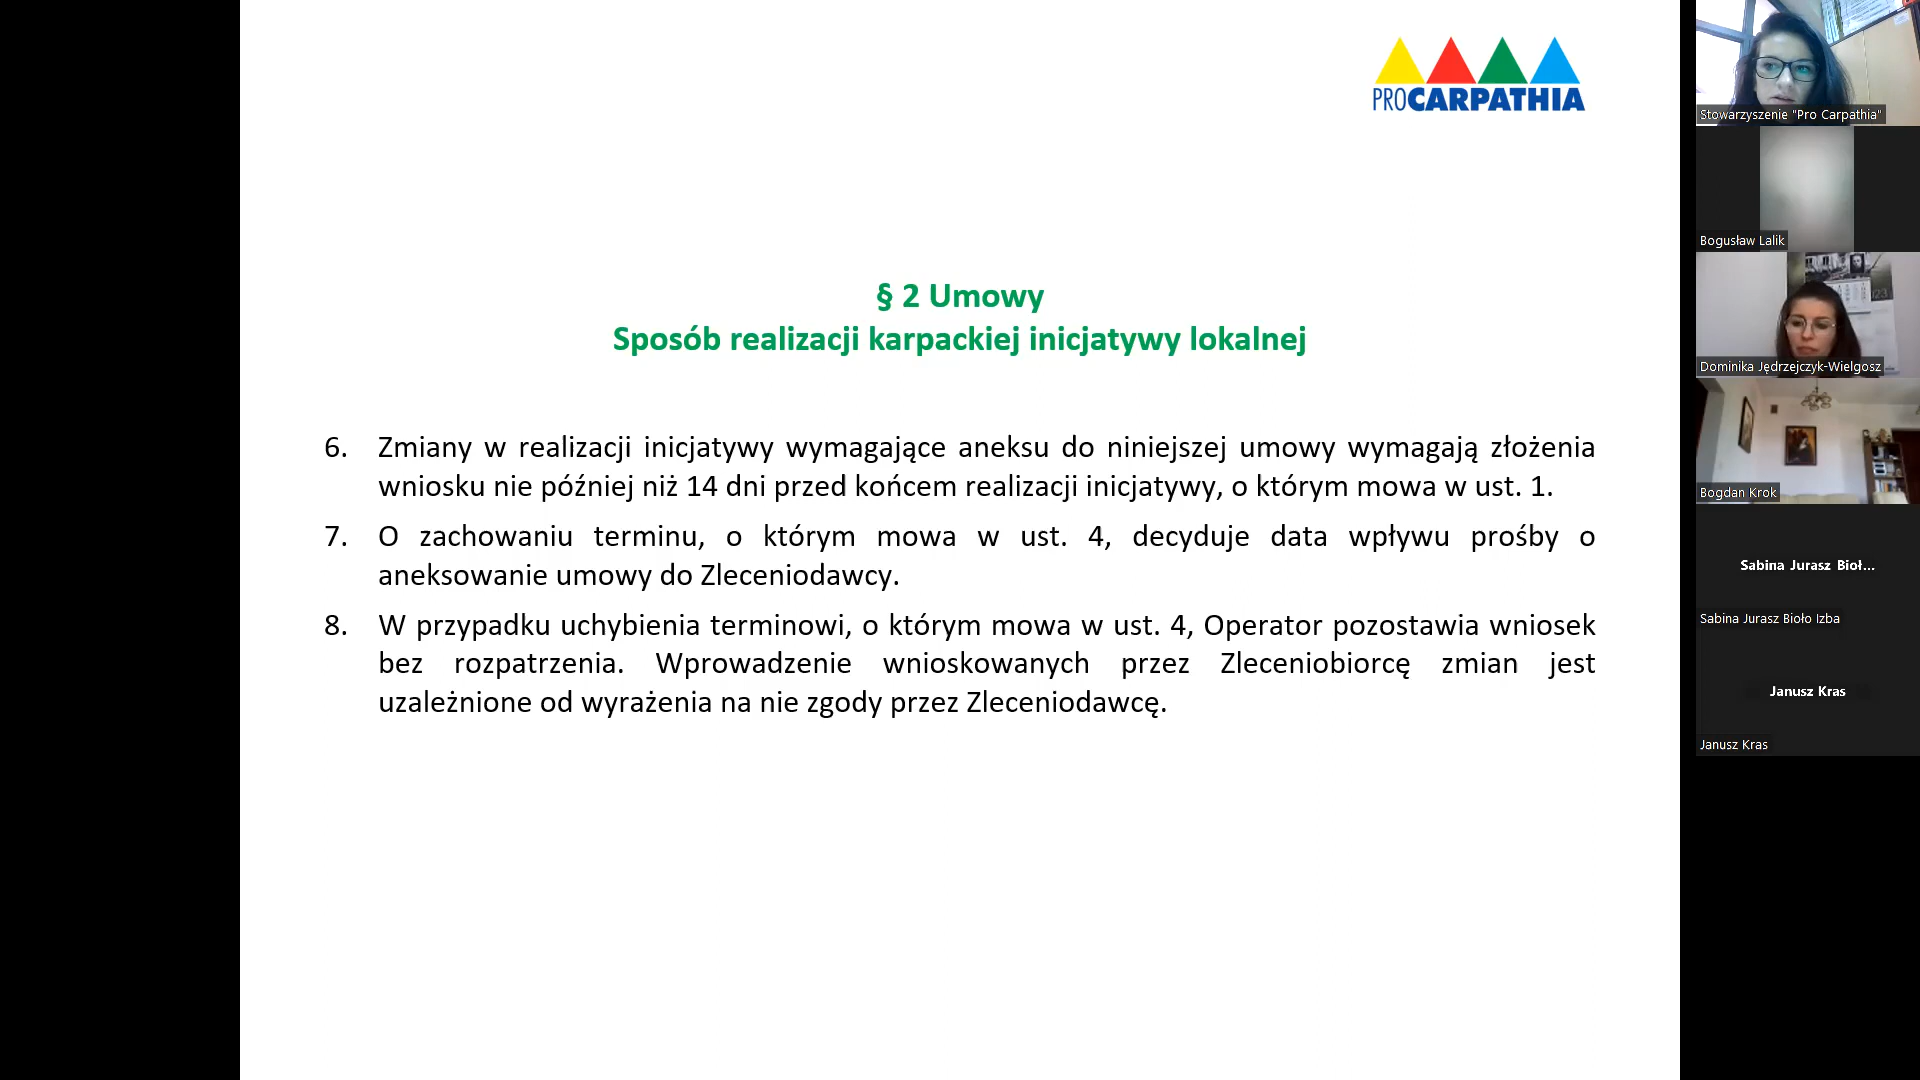 PROCARPATHIA
§ 2 Umowy
Sposób realizacji karpackiej inicjatywy lokalnej
6. Zmiany w realizacji inicjatywy wymagające aneksu do niniejszej umowy wymagają złożenia
wniosku nie później niż 14 dni przed końcem realizacji inicjatywy, o którym mowa w ust. 1.
7. O zachowaniu terminu, o którym mowa w ust. 4, decyduje data wpływu prośby o
aneksowanie umowy do Zleceniodawcy.
8. W przypadku uchybienia terminowi, o którym mowa w ust. 4, Operator pozostawia wniosek
bez rozpatrzenia. Wprowadzenie wnioskowanych przez Zleceniobiorcę zmian jest
uzależnione od wyrażenia na nie zgody przez Zleceniodawcę.
Stowarzyszenie "Pro Carpathia"
Bogusław Lalik
Dominika Jędrzejczyk-Wielgosz
Bogdan Krok
Sabina Jurasz Bioł...
Sabina Jurasz Bioło Izba
Janusz Kras
Janusz Kras